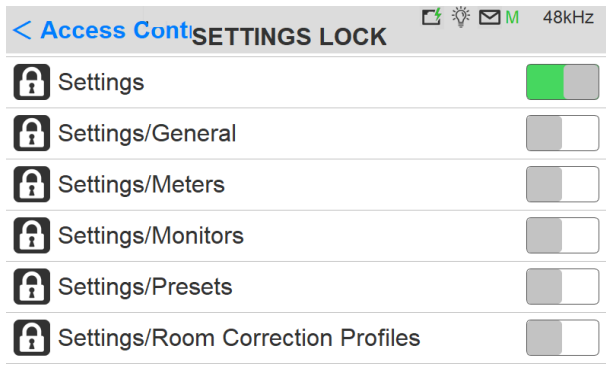 < Access Cont
SETTINGS LOCK
M 48kHz
Settings
Settings/General
Settings/Meters
Settings/Monitors
Settings/Presets
Settings/Room Correction Profiles